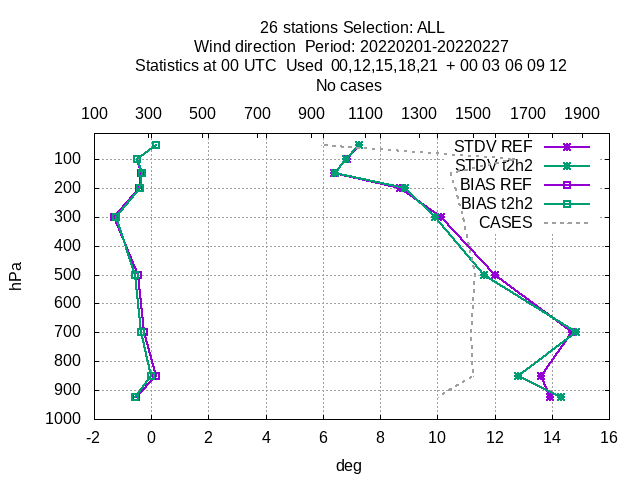 26 stations Selection: ALL
Wind direction  Period: 20220201-20220227
Statistics at 00 UTC  Used  00,12,15,18,21  + 00 03 06 09 12
No cases
100 300 500 700 900 1100 1300 1500 1700 1900
STDV REF
STDV t2h2
BIAS REF
BIAS t2h2
CASES
100
200
300
400
500
600
700
800
900
1000
hPa
-2 0 2 4 6 8 10 12 14 16
deg